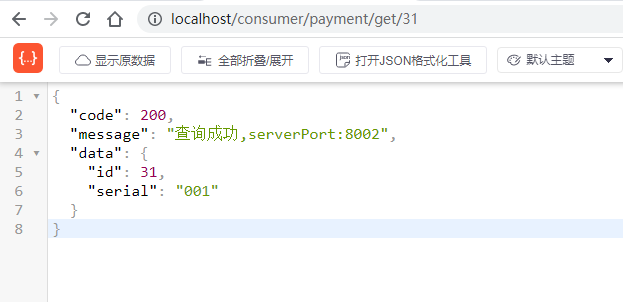 localhost/consumer/payment/get/31
{..} 显示原数据 全部折叠/展开 json 打开JSON格式化工具 默认主题
1 {
2 "code": 200,
3 "message": "查询成功,serverPort:8002",
4 "data": {
5 "id": 31,
6 "serial": "001"
7 }
8 }